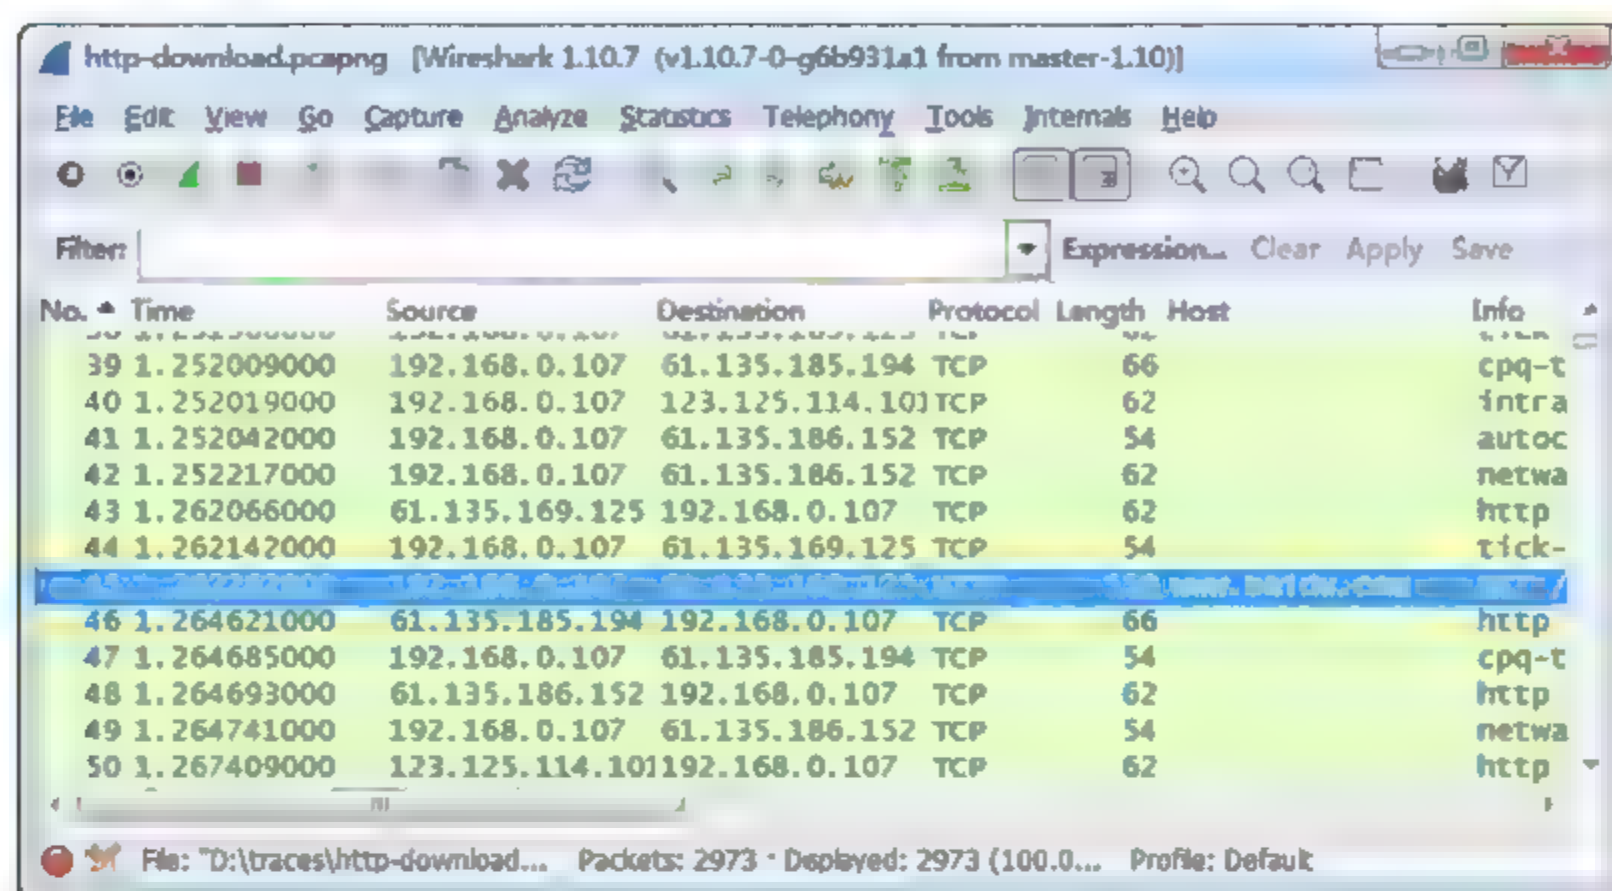 http-download.pcapng [Wireshark 1.10.7 (v1.10.7-0-g6b931a1 from master-1.10)]
File Edit View Go Capture Analyze Statistics Telephony Tools Internals Help
Filter: Expression... Clear Apply Save
No. Time Source Destination Protocol Length Host Info
39 1.252009000 192.168.0.107 61.135.185.194 TCP 66 cpq-t
40 1.252019000 192.168.0.107 123.125.114.101 TCP 62 intra
41 1.252042000 192.168.0.107 61.135.186.152 TCP 54 autoc
42 1.252217000 192.168.0.107 61.135.186.152 TCP 62 netwa
43 1.262066000 61.135.169.125 192.168.0.107 TCP 62 http
44 1.262142000 192.168.0.107 61.135.169.125 TCP 54 tick-
46 1.264621000 61.135.185.194 192.168.0.107 TCP 66 http
47 1.264685000 192.168.0.107 61.135.185.194 TCP 54 cpq-t
48 1.264693000 61.135.186.152 192.168.0.107 TCP 62 http
49 1.264741000 192.168.0.107 61.135.186.152 TCP 54 netwa
50 1.267409000 123.125.114.101 192.168.0.107 TCP 62 http
File: "D:\traces\http-download... Packets: 2973 · Displayed: 2973 (100.0... Profile: Default